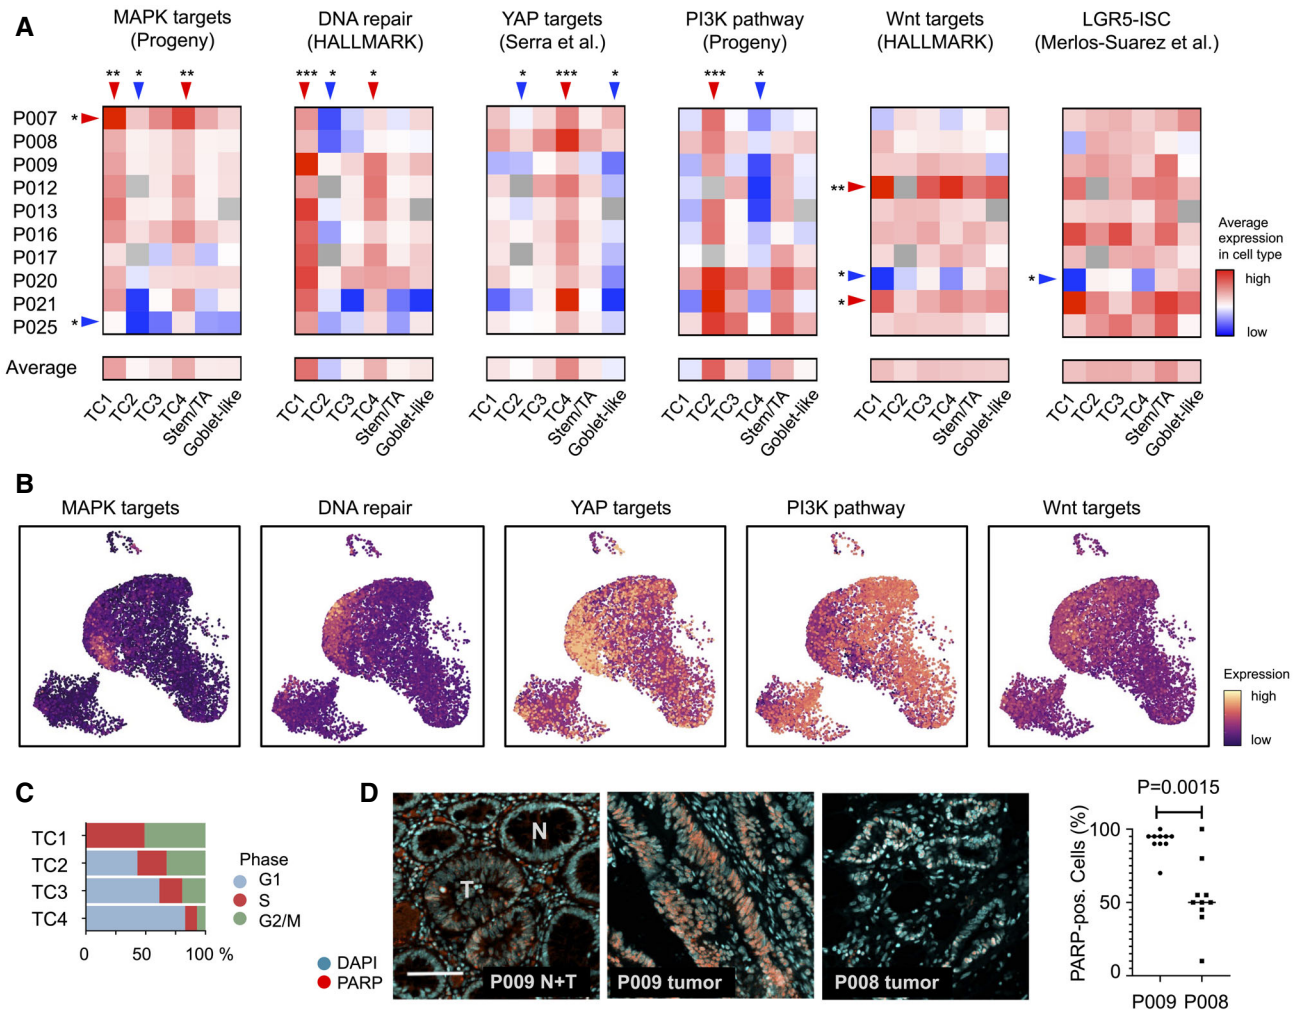 A
MAPK targets
(Progeny)
DNA repair
(HALLMARK)
YAP targets
(Serra et al.)
PI3K pathway
(Progeny)
Wnt targets
(HALLMARK)
LGR5-ISC
(Merlos-Suarez et al.)
** * **
*** * *
* *** *
*** *
P007 *
P008
P009
P012 **
P013
P016
P017
P020 * *
P021 *
P025 *
Average
expression
in cell type
high
low
Average
TC1 TC2 TC3 TC4 Stem/TA Goblet-like
TC1 TC2 TC3 TC4 Stem/TA Goblet-like
TC1 TC2 TC3 TC4 Stem/TA Goblet-like
TC1 TC2 TC3 TC4 Stem/TA Goblet-like
TC1 TC2 TC3 TC4 Stem/TA Goblet-like
TC1 TC2 TC3 TC4 Stem/TA Goblet-like
B
MAPK targets
DNA repair
YAP targets
PI3K pathway
Wnt targets
Expression
high
low
C
TC1
TC2
TC3
TC4
0 50 100 %
Phase
G1
S
G2/M
D
DAPI
PARP
N
T
P009 N+T
P009 tumor
P008 tumor
P=0.0015
PARP-pos. Cells (%)
100
50
0
P009 P008